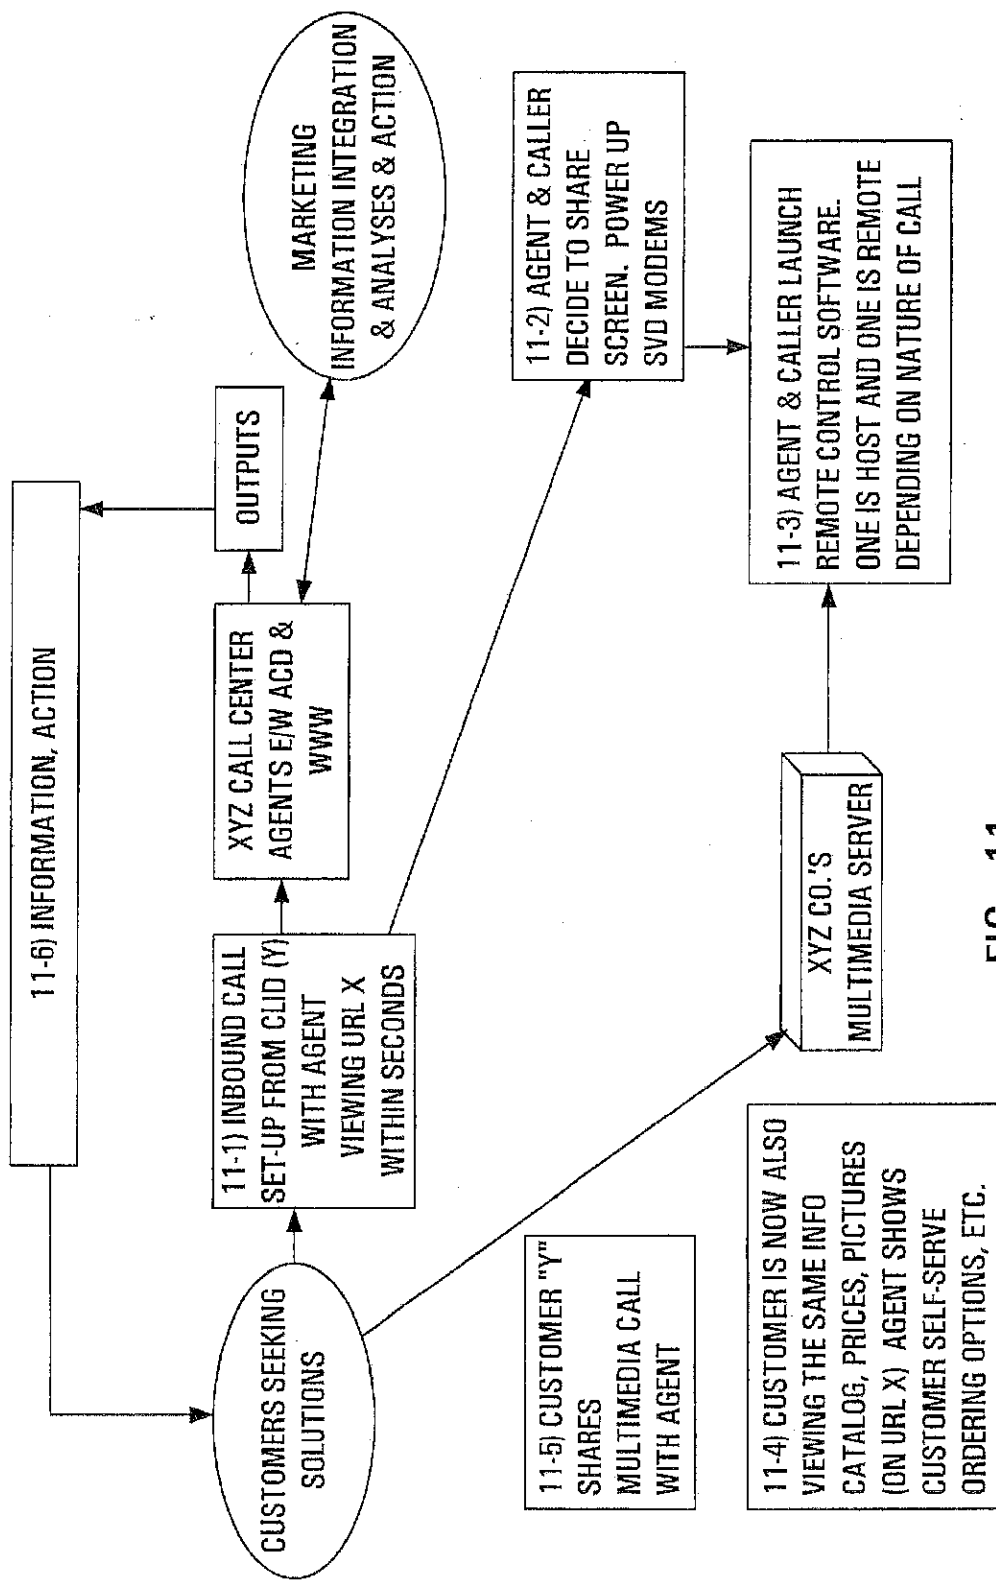 11-6) INFORMATION, ACTION
CUSTOMERS SEEKING
SOLUTIONS
11-1) INBOUND CALL
SET-UP FROM CLID (Y)
WITH AGENT
VIEWING URL X
WITHIN SECONDS
XYZ CALL CENTER
AGENTS E/W ACD &
WWW
OUTPUTS
MARKETING
INFORMATION INTEGRATION
& ANALYSES & ACTION
11-5) CUSTOMER "Y"
SHARES
MULTIMEDIA CALL
WITH AGENT
11-2) AGENT & CALLER
DECIDE TO SHARE
SCREEN. POWER UP
SVD MODEMS
11-4) CUSTOMER IS NOW ALSO
VIEWING THE SAME INFO
CATALOG, PRICES, PICTURES
(ON URL X) AGENT SHOWS
CUSTOMER SELF-SERVE
ORDERING OPTIONS, ETC.
XYZ CO.'S
MULTIMEDIA SERVER
11-3) AGENT & CALLER LAUNCH
REMOTE CONTROL SOFTWARE.
ONE IS HOST AND ONE IS REMOTE
DEPENDING ON NATURE OF CALL